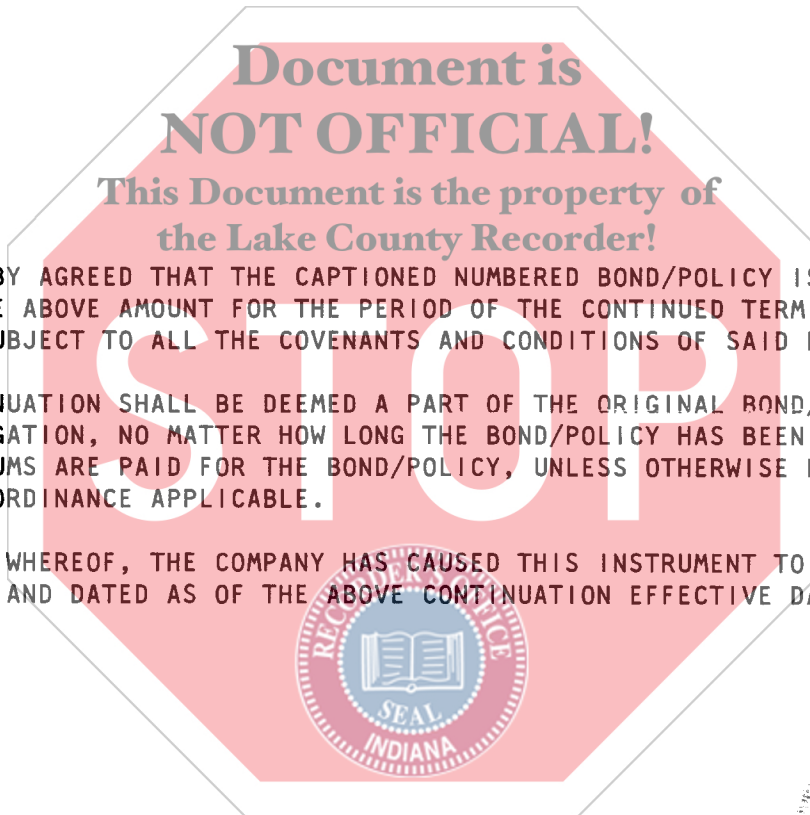 Document is
NOT OFFICIAL!
This Document is the property of
the Lake County Recorder!
BY AGREED THAT THE CAPTIONED NUMBERED BOND/POLICY IS
E ABOVE AMOUNT FOR THE PERIOD OF THE CONTINUED TERM
UBJECT TO ALL THE COVENANTS AND CONDITIONS OF SAID
STOP
NUATION SHALL BE DEEMED A PART OF THE ORIGINAL BOND/
GATION, NO MATTER HOW LONG THE BOND/POLICY HAS BEEN
UMS ARE PAID FOR THE BOND/POLICY, UNLESS OTHERWISE
ORDINANCE APPLICABLE.
WHEREOF, THE COMPANY HAS CAUSED THIS INSTRUMENT TO
AND DATED AS OF THE ABOVE CONTINUATION EFFECTIVE DA
RECORDER'S OFFICE
SEAL
INDIANA